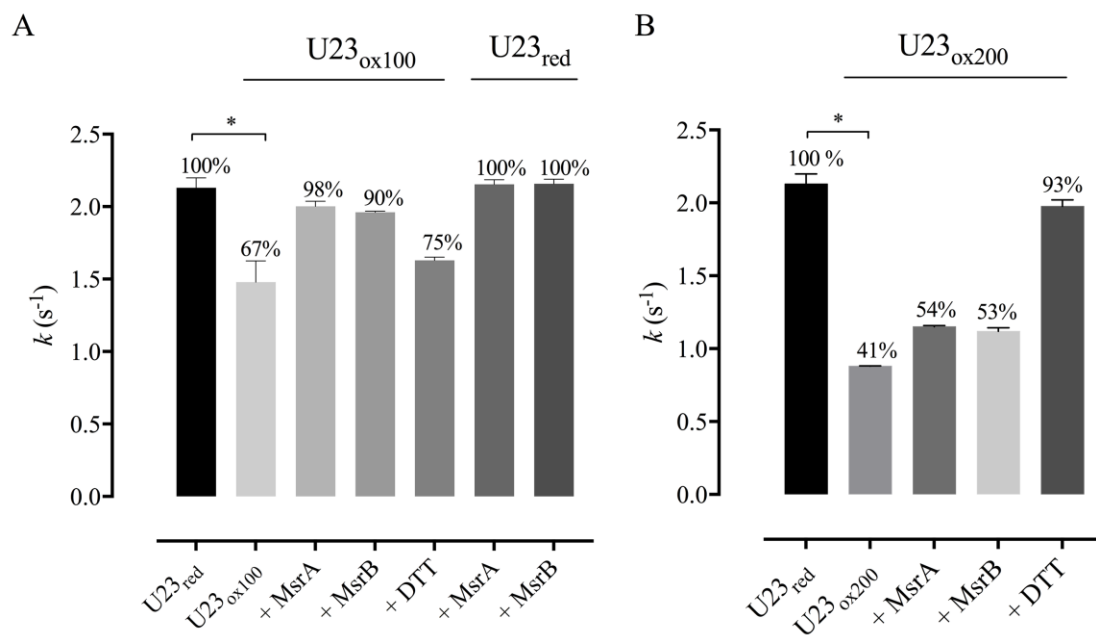 A
U23ox100
U23red
*
100%
67%
98%
90%
75%
100%
100%
2.5
2.0
1.5
1.0
0.5
0.0
k (s-1)
U23red
U23ox100
+ MsrA
+ MsrB
+ DTT
+ MsrA
+ MsrB
B
U23ox200
*
100 %
41%
54%
53%
93%
2.5
2.0
1.5
1.0
0.5
0.0
k (s-1)
U23red
U23ox200
+ MsrA
+ MsrB
+ DTT